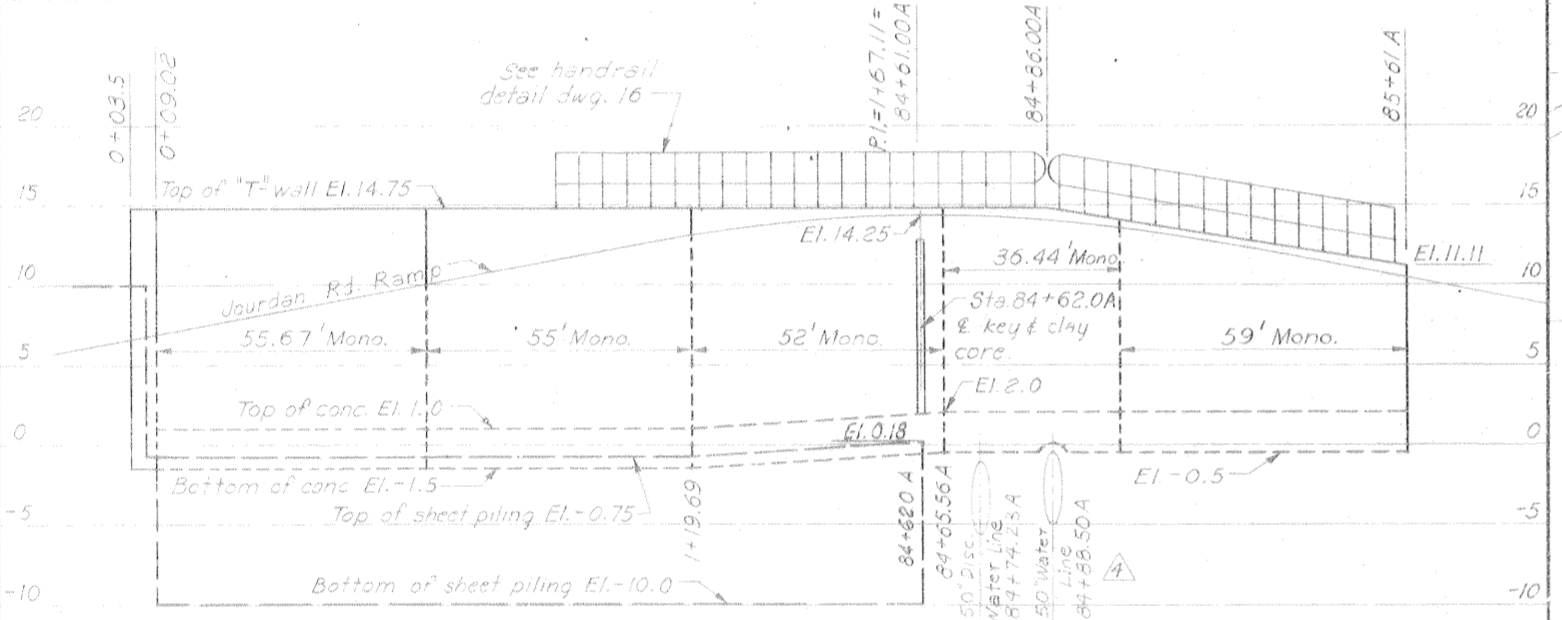 0+03.5
0+09.02
See handrail
detail dwg. 16
P.I.=1+67.11=
84+61.00A
84+86.00A
85+61A
20
20
Top of "T" wall El. 14.75
15
15
El. 14.25
36.44' Mono.
El. 11.11
10
10
Jourdan Rd. Ramp
Sta. 84+62.0A
℄ key & clay
core.
55.67' Mono.
55' Mono.
52' Mono.
59' Mono.
5
5
El. 2.0
Top of conc. El. 1.0
0
El. 0.18
0
Bottom of conc El.-1.5
El.-0.5
Top of sheet piling El.-0.75
-5
-5
1+19.69
84+62.0 A
84+65.56 A
50" Disc.
Water Line
84+74.23A
50" Water
Line
84+88.50A
4
Bottom of sheet piling El.-10.0
-10
-10